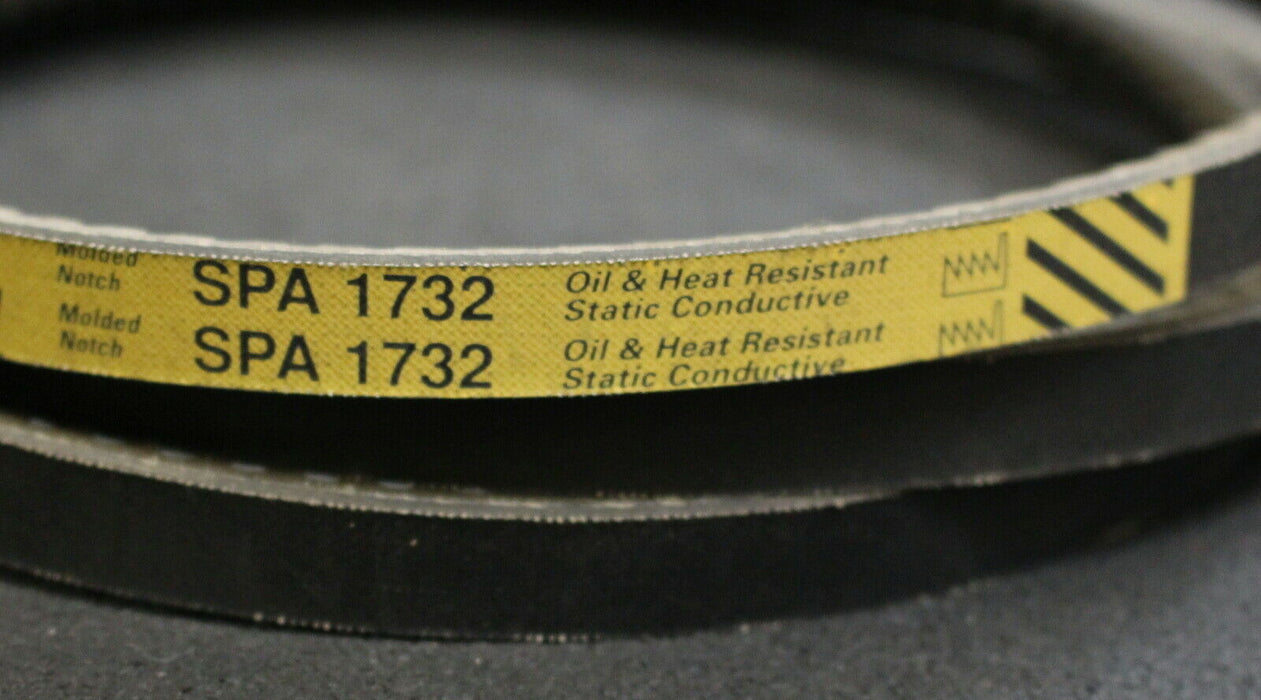 Molded
Notch
SPA 1732
Oil & Heat Resistant
Static Conductive
Molded
Notch
SPA 1732
Oil & Heat Resistant
Static Conductive